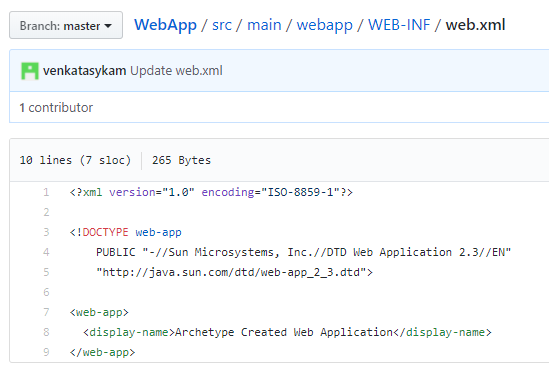 Branch: master WebApp / src / main / webapp / WEB-INF / web.xml
venkatasykam Update web.xml
1 contributor
10 lines (7 sloc) 265 Bytes
1 <?xml version="1.0" encoding="ISO-8859-1"?>
2
3 <!DOCTYPE web-app
4 PUBLIC "-//Sun Microsystems, Inc.//DTD Web Application 2.3//EN"
5 "http://java.sun.com/dtd/web-app_2_3.dtd">
6
7 <web-app>
8 <display-name>Archetype Created Web Application</display-name>
9 </web-app>